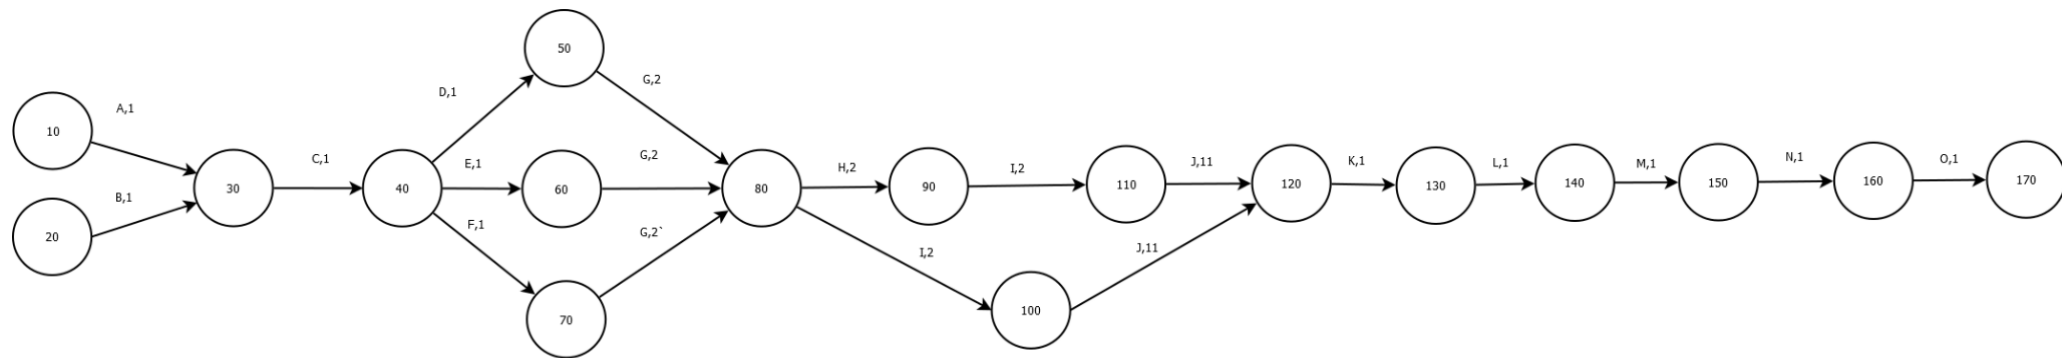 10
A,1
20
B,1
30
C,1
40
D,1
E,1
F,1
50
60
70
G,2
G,2
G,2`
80
H,2
I,2
90
I,2
100
110
J,11
J,11
120
K,1
130
L,1
140
M,1
150
N,1
160
O,1
170